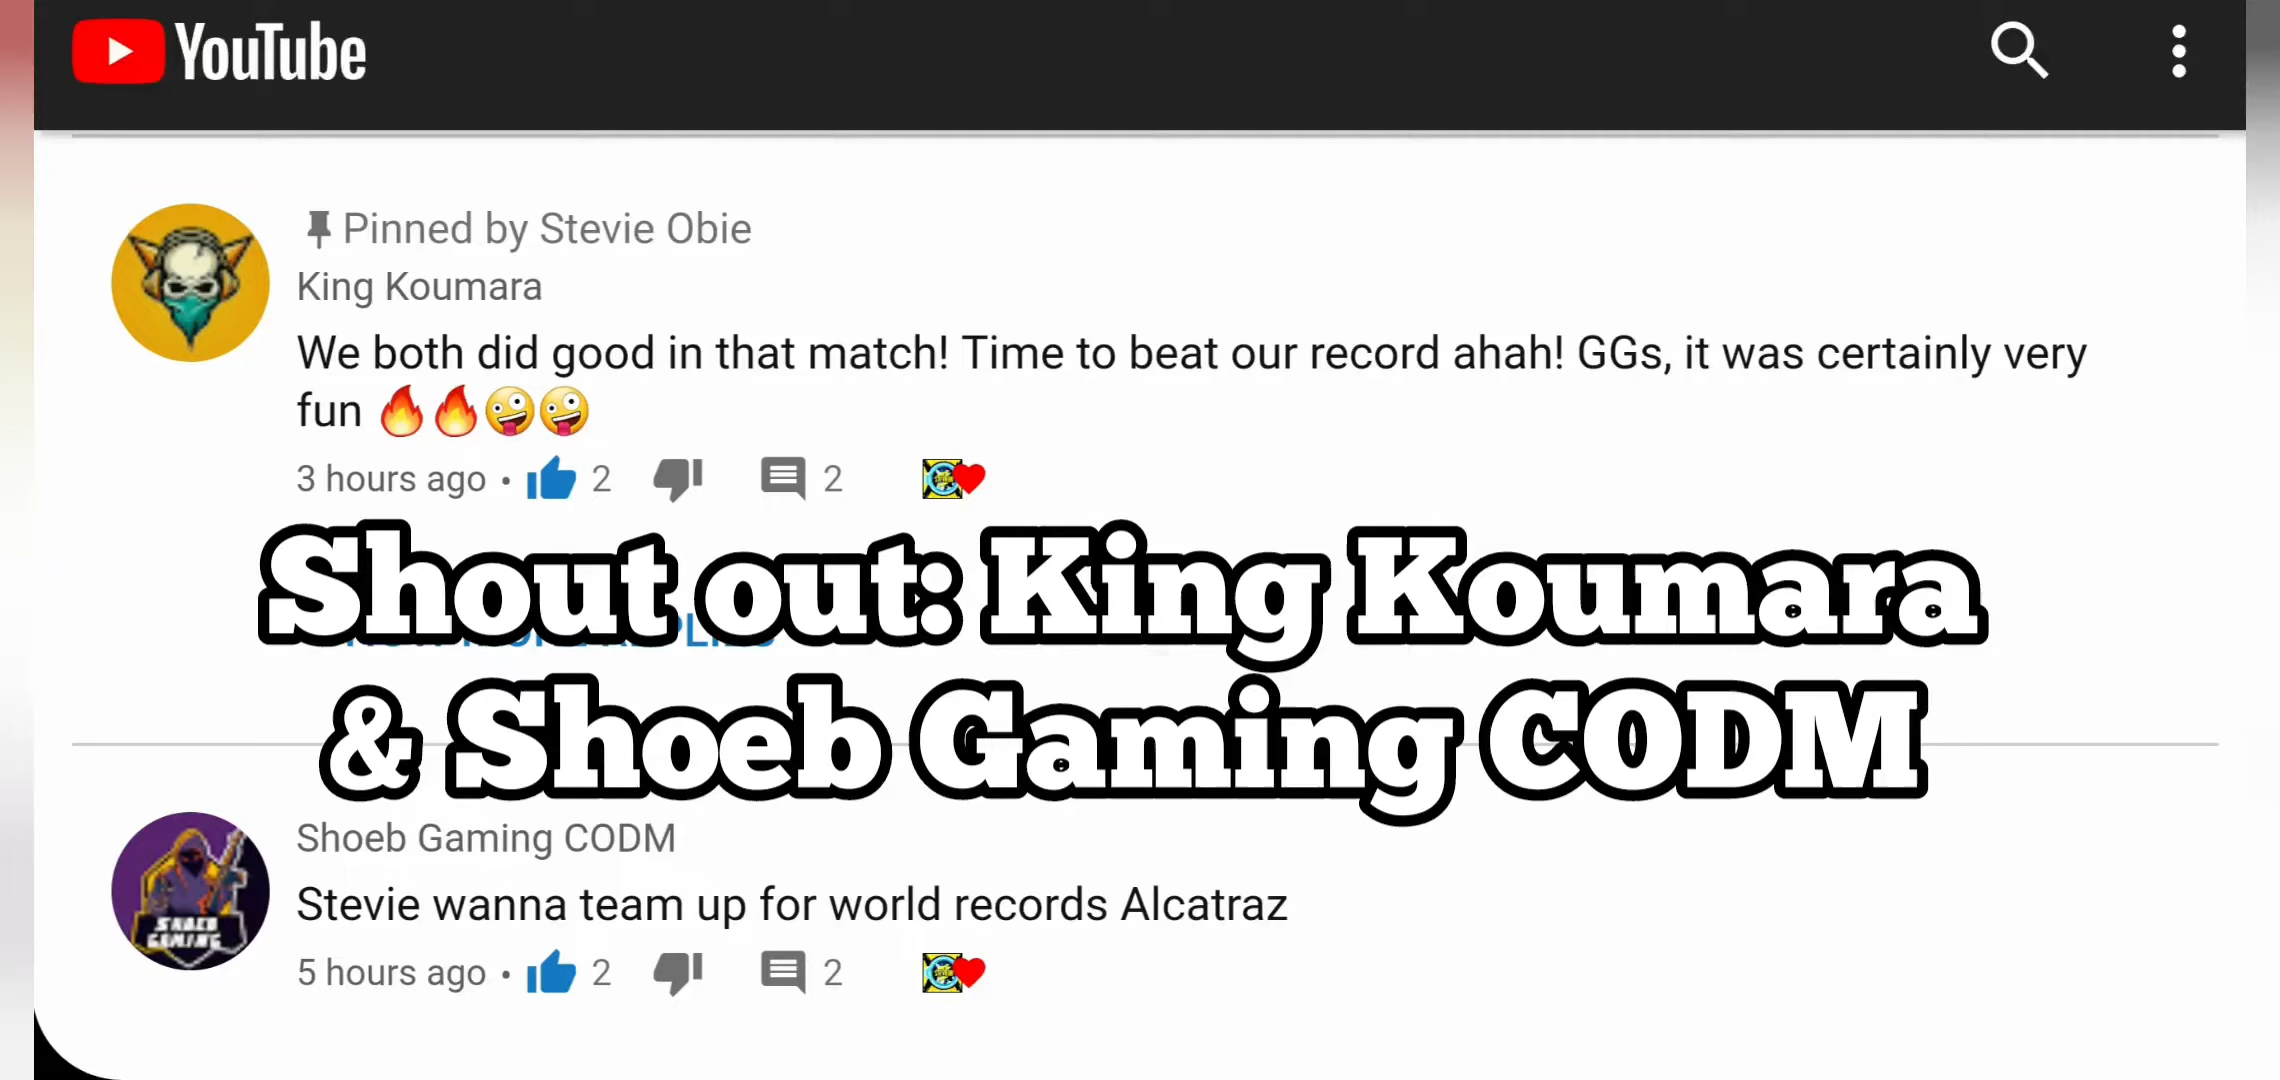 YouTube
Pinned by Stevie Obie
King Koumara
We both did good in that match! Time to beat our record ahah! GGs, it was certainly very
fun 🔥🔥🤪🤪
3 hours ago • 2 2
Shout out: King Koumara
& Shoeb Gaming CODM
Shoeb Gaming CODM
Stevie wanna team up for world records Alcatraz
5 hours ago • 2 2